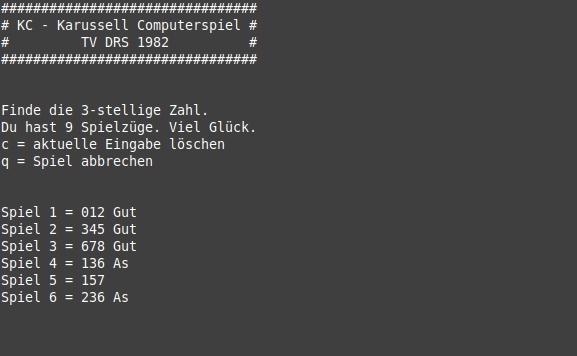 ################################
# KC - Karussell Computerspiel #
#         TV DRS 1982          #
################################
Finde die 3-stellige Zahl.
Du hast 9 Spielzüge. Viel Glück.
c = aktuelle Eingabe löschen
q = Spiel abbrechen
Spiel 1 = 012 Gut
Spiel 2 = 345 Gut
Spiel 3 = 678 Gut
Spiel 4 = 136 As
Spiel 5 = 157
Spiel 6 = 236 As